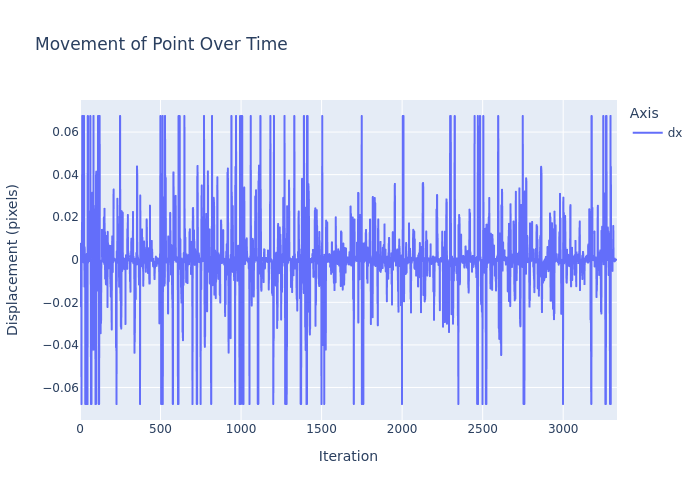 Movement of Point Over Time
Axis
dx
Displacement (pixels)
0.06
0.04
0.02
0
−0.02
−0.04
−0.06
0 500 1000 1500 2000 2500 3000
Iteration